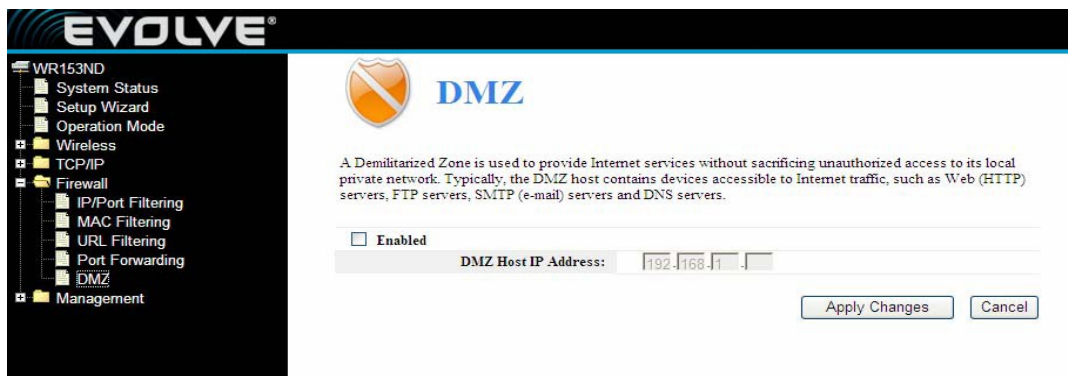 EVOLVE®
WR153ND
System Status
Setup Wizard
Operation Mode
Wireless
TCP/IP
Firewall
IP/Port Filtering
MAC Filtering
URL Filtering
Port Forwarding
DMZ
Management
DMZ
A Demilitarized Zone is used to provide Internet services without sacrificing unauthorized access to its local
private network. Typically, the DMZ host contains devices accessible to Internet traffic, such as Web (HTTP)
servers, FTP servers, SMTP (e-mail) servers and DNS servers.
Enabled
DMZ Host IP Address: 192.168.1.
Apply Changes Cancel